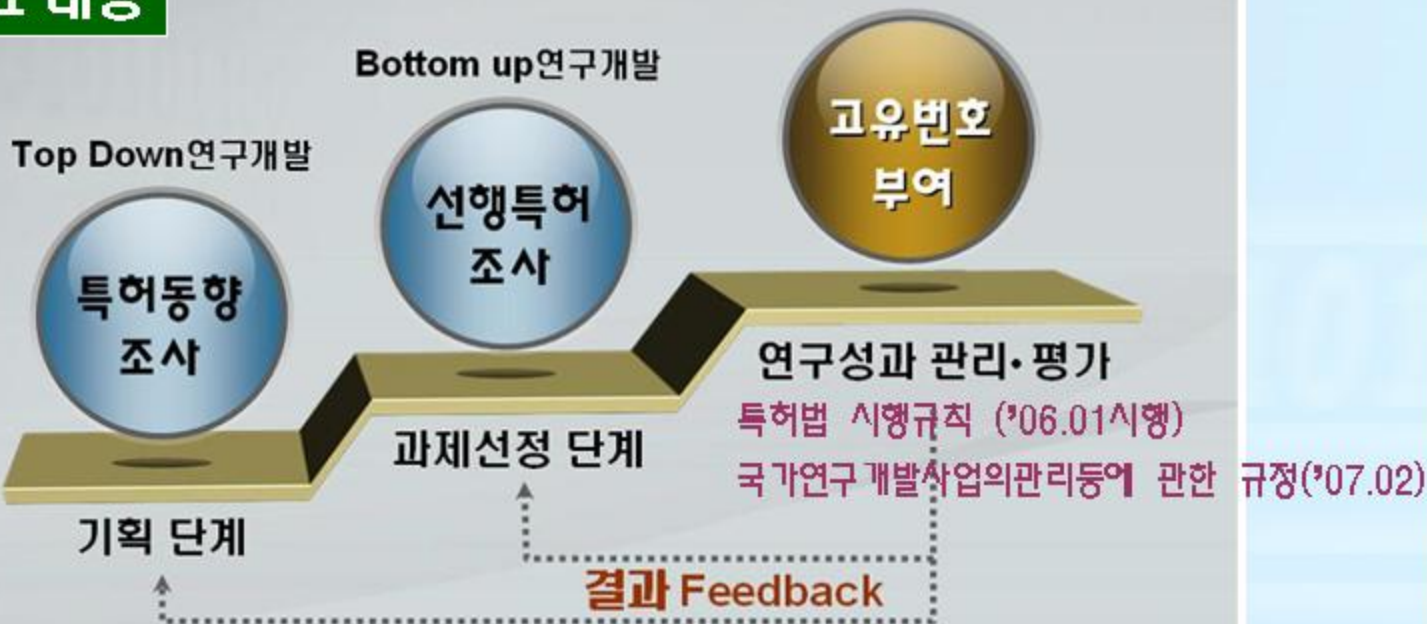 대응
Bottom up연구개발
Top Down연구개발
고유번호
부여
선행특허
조사
특허동향
조사
연구성과 관리·평가
특허법 시행규칙 ('06.01시행)
국가연구개발사업의관리등에 관한 규정('07.02)
과제선정 단계
기획 단계
결과 Feedback